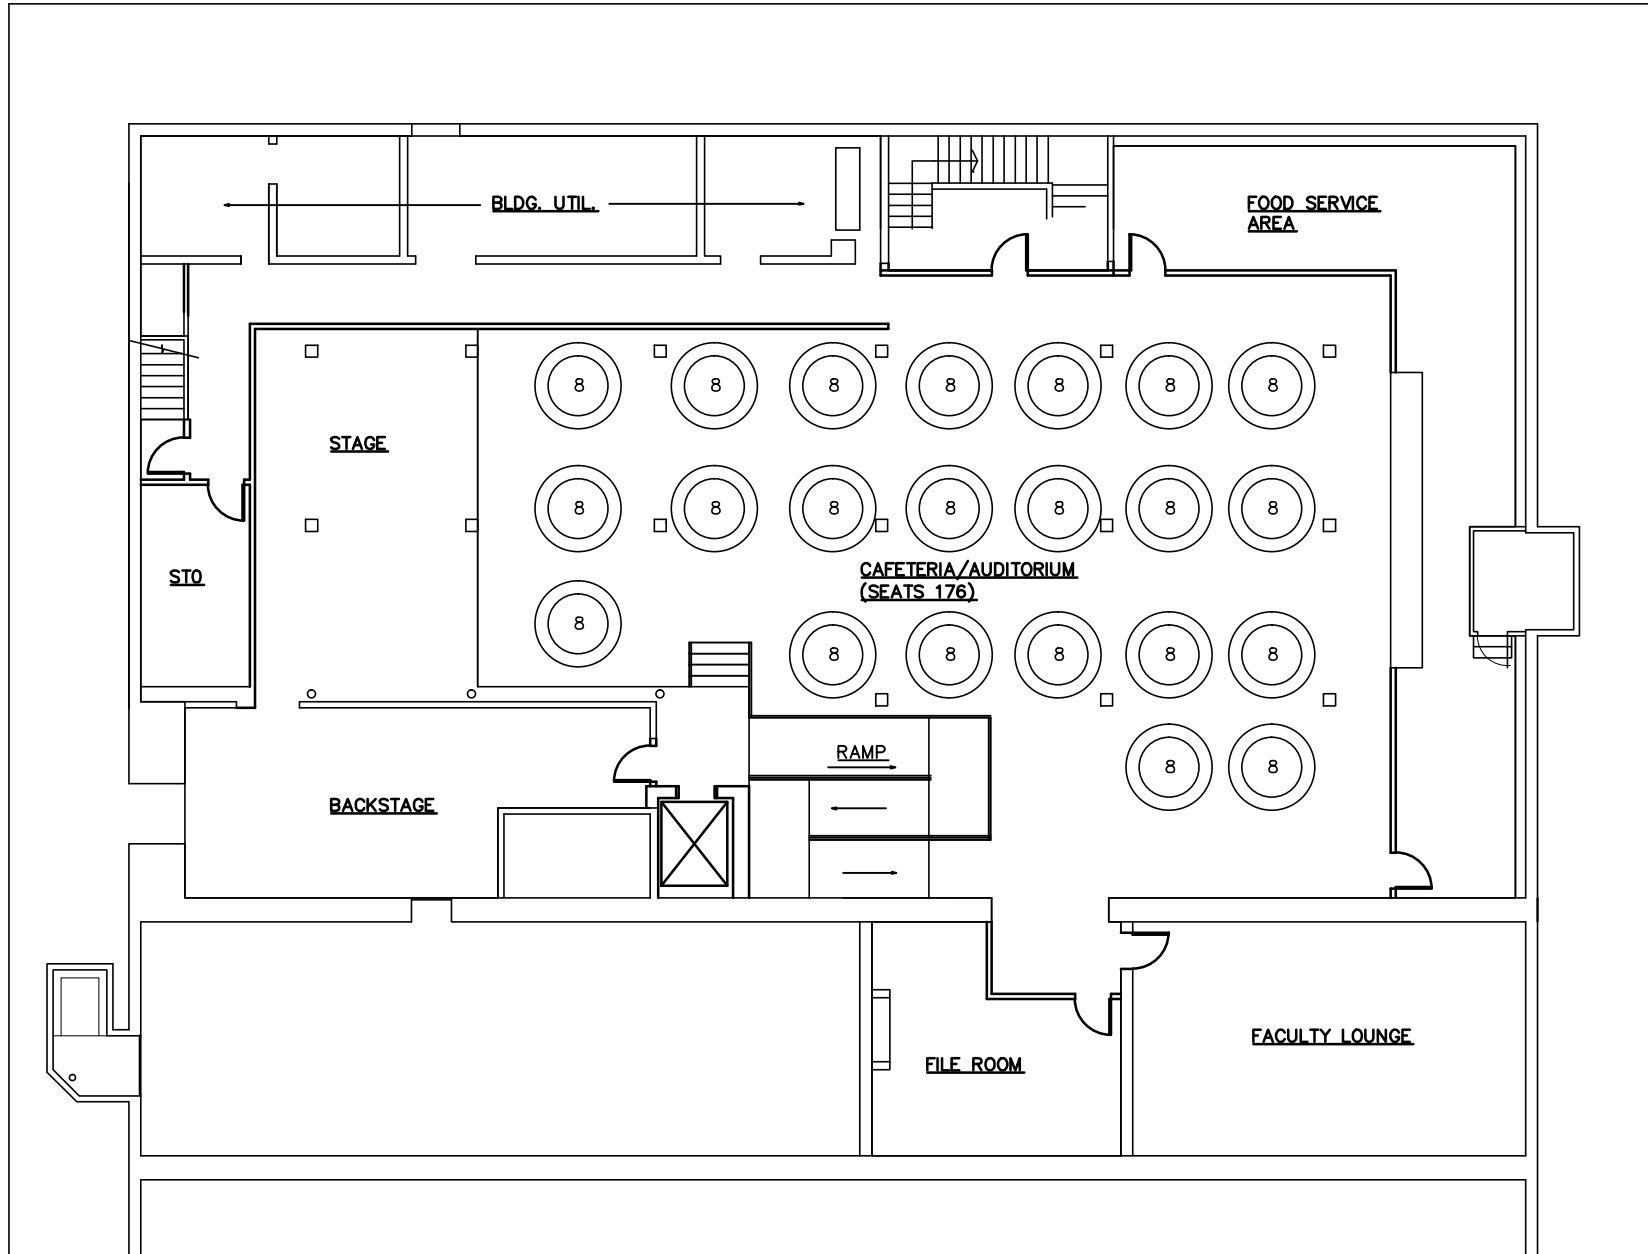 BLDG. UTIL.
FOOD SERVICE
AREA
8 8 8 8 8 8 8
STAGE
8 8 8 8 8 8 8
STO
CAFETERIA/AUDITORIUM
(SEATS 176)
8
8 8 8 8 8
RAMP
8 8
BACKSTAGE
FACULTY LOUNGE
FILE ROOM